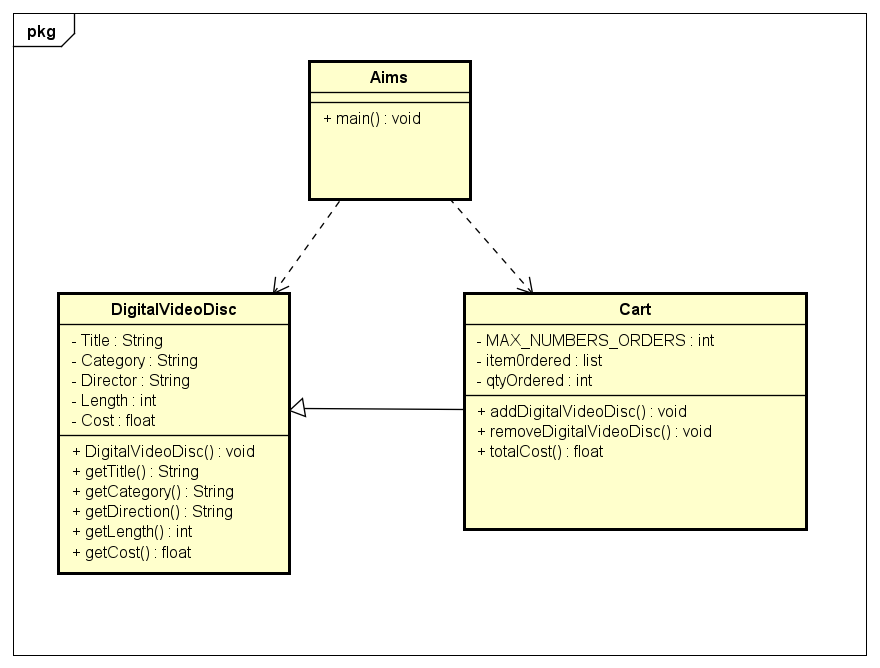 pkg
Aims
+ main() : void
DigitalVideoDisc
- Title : String
- Category : String
- Director : String
- Length : int
- Cost : float
+ DigitalVideoDisc() : void
+ getTitle() : String
+ getCategory() : String
+ getDirection() : String
+ getLength() : int
+ getCost() : float
Cart
- MAX_NUMBERS_ORDERS : int
- item0rdered : list
- qtyOrdered : int
+ addDigitalVideoDisc() : void
+ removeDigitalVideoDisc() : void
+ totalCost() : float